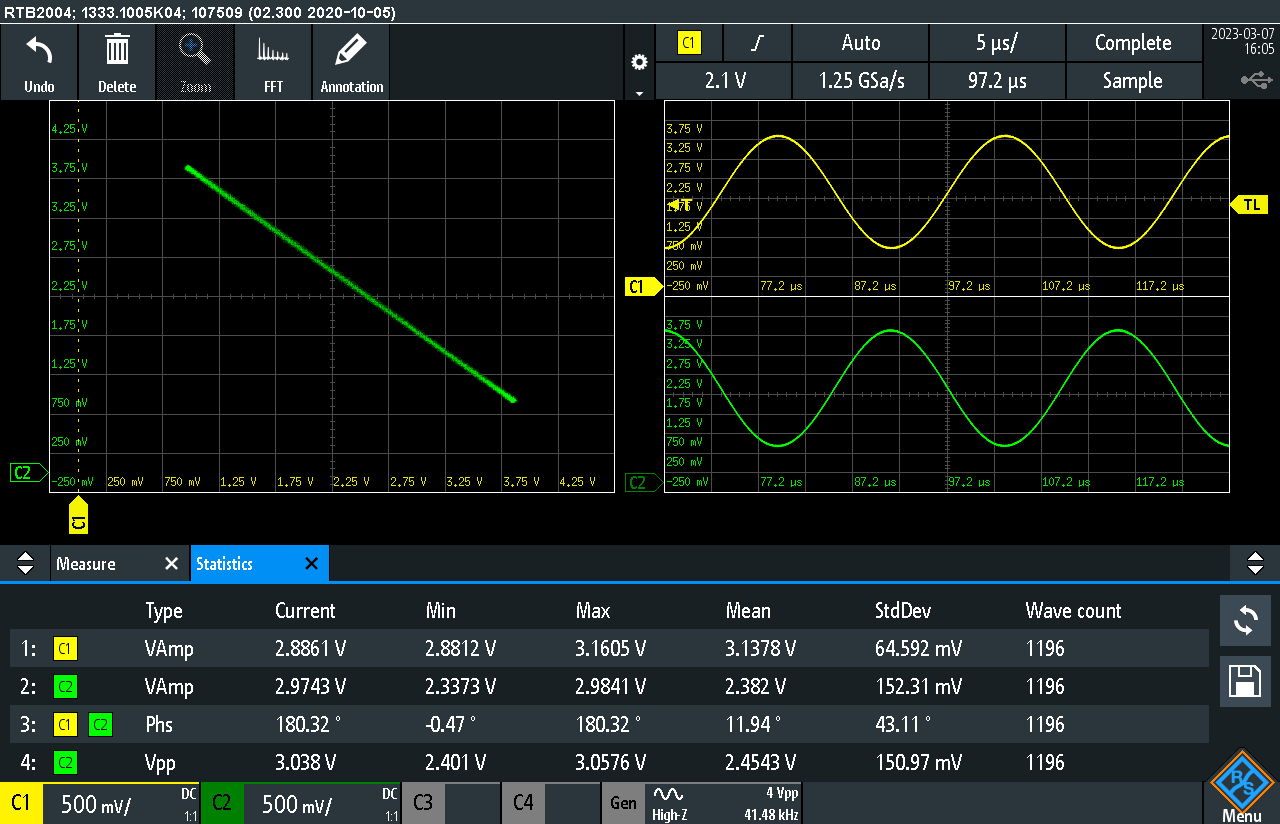 RTB2004; 1333.1005K04; 107509 (02.300 2020-10-05)
Undo
Delete
Zoom
FFT
Annotation
C1
Auto
5 µs/
Complete
2.1 V
1.25 GSa/s
97.2 µs
Sample
2023-03-07
16:05
4.25 V
3.75 V
3.25 V
2.75 V
2.25 V
1.75 V
1.25 V
750 mV
250 mV
-250 mV
250 mV
750 mV
1.25 V
1.75 V
2.25 V
2.75 V
3.25 V
3.75 V
4.25 V
C2
C1
3.75 V
3.25 V
2.75 V
2.25 V
1.75 V
1.25 V
750 mV
250 mV
-250 mV
77.2 µs
87.2 µs
97.2 µs
107.2 µs
117.2 µs
T
TL
C1
3.75 V
3.25 V
2.75 V
2.25 V
1.75 V
1.25 V
750 mV
250 mV
-250 mV
77.2 µs
87.2 µs
97.2 µs
107.2 µs
117.2 µs
C2
Measure
Statistics
Type Current Min Max Mean StdDev Wave count
1: C1 VAmp 2.8861 V 2.8812 V 3.1605 V 3.1378 V 64.592 mV 1196
2: C2 VAmp 2.9743 V 2.3373 V 2.9841 V 2.382 V 152.31 mV 1196
3: C1 C2 Phs 180.32 ° -0.47 ° 180.32 ° 11.94 ° 43.11 ° 1196
4: C2 Vpp 3.038 V 2.401 V 3.0576 V 2.4543 V 150.97 mV 1196
C1 500 mV/ DC 1:1
C2 500 mV/ DC 1:1
C3
C4
Gen High-Z 4 Vpp 41.48 kHz
R&S
Menu